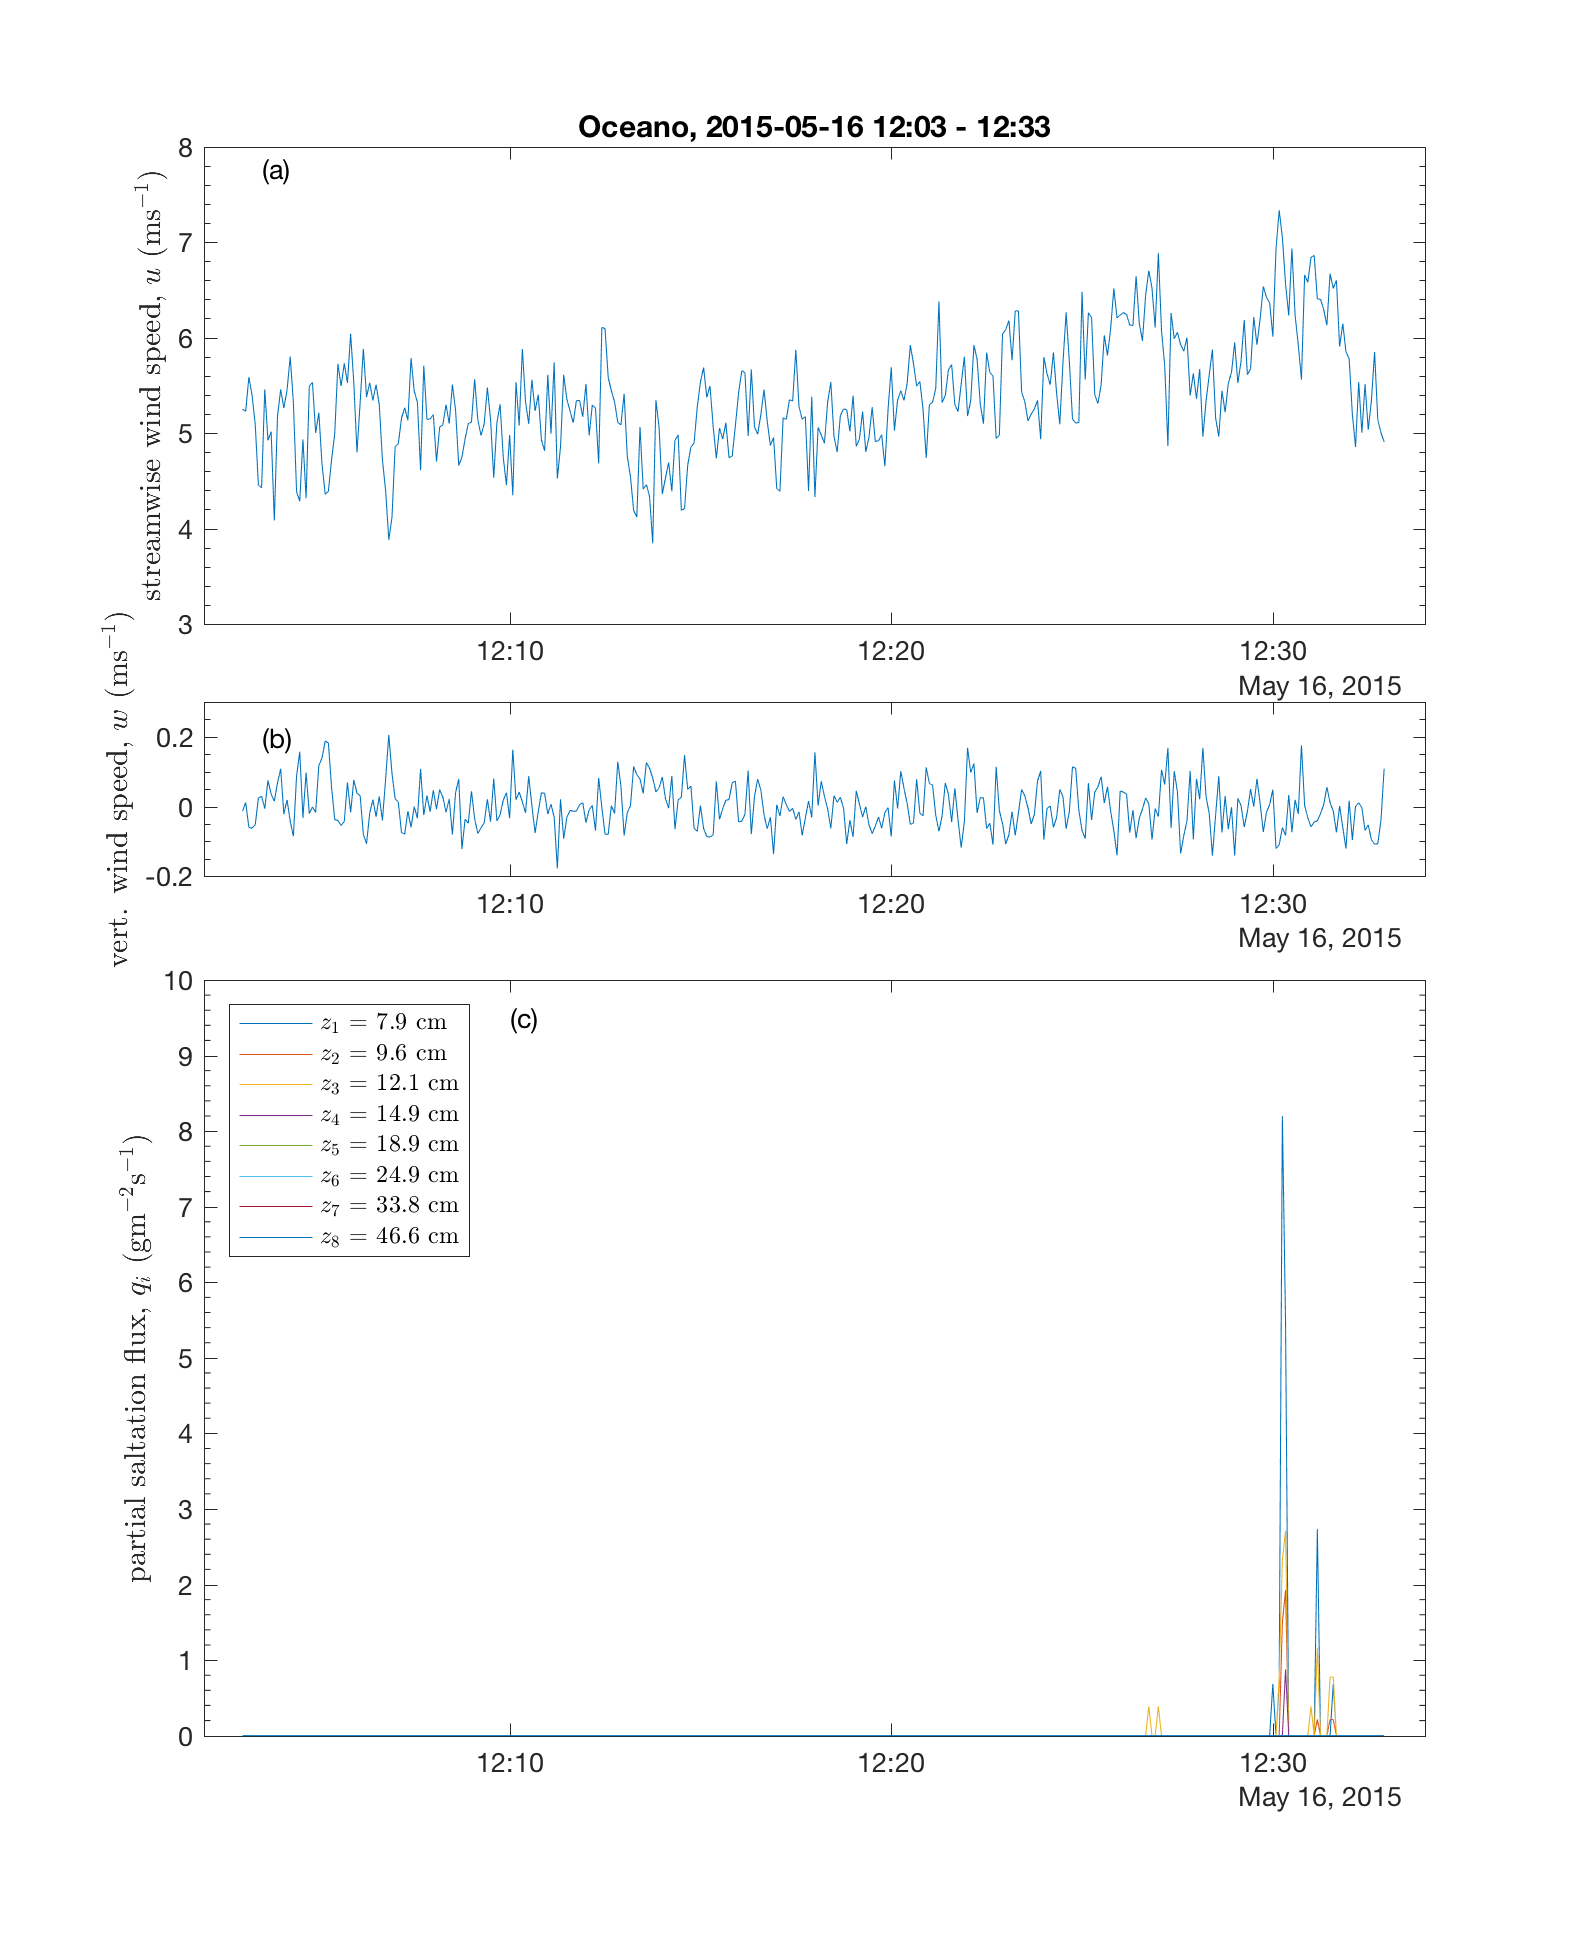 Oceano, 2015-05-16 12:03 - 12:33
(a)
streamwise wind speed, u (ms⁻¹)
8
7
6
5
4
3
12:10 12:20 12:30
May 16, 2015
(b)
vert. wind speed, w (ms⁻¹)
0.2
0
-0.2
12:10 12:20 12:30
May 16, 2015
(c)
partial saltation flux, qᵢ (gm⁻²s⁻¹)
10
9
8
7
6
5
4
3
2
1
0
z₁ = 7.9 cm
z₂ = 9.6 cm
z₃ = 12.1 cm
z₄ = 14.9 cm
z₅ = 18.9 cm
z₆ = 24.9 cm
z₇ = 33.8 cm
z₈ = 46.6 cm
12:10 12:20 12:30
May 16, 2015